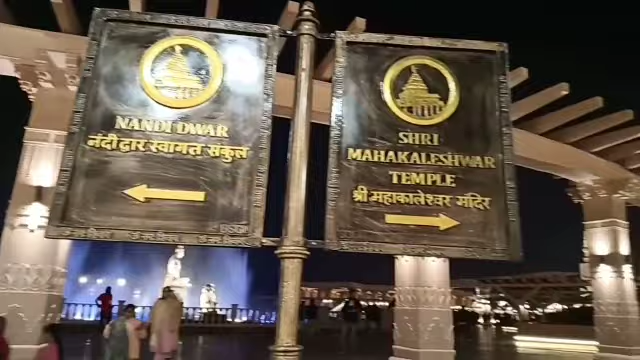 NANDI DWAR
नंदी द्वार स्वागत संकुल
SHRI
MAHAKALESHWAR
TEMPLE
श्री महाकालेश्वर मंदिर